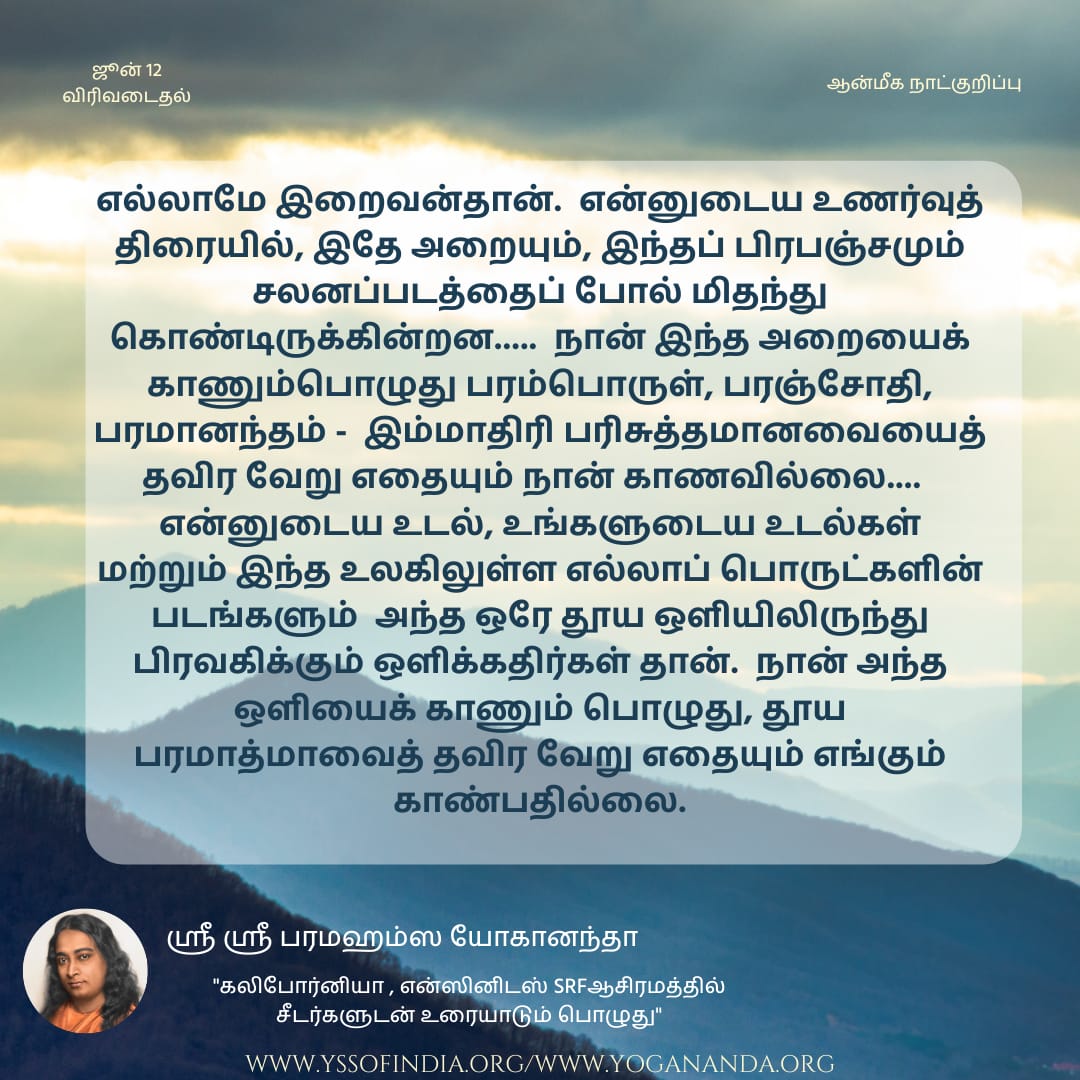 ஜூன் 12
விரிவடைதல்
ஆன்மீக நாட்குறிப்பு
எல்லாமே இறைவன்தான். என்னுடைய உணர்வுத்
திரையில், இதே அறையும், இந்தப் பிரபஞ்சமும்
சலனப்படத்தைப் போல் மிதந்து
கொண்டிருக்கின்றன..... நான் இந்த அறையைக்
காணும்பொழுது பரம்பொருள், பரஞ்சோதி,
பரமானந்தம் - இம்மாதிரி பரிசுத்தமானவையைத்
தவிர வேறு எதையும் நான் காணவில்லை....
என்னுடைய உடல், உங்களுடைய உடல்கள்
மற்றும் இந்த உலகிலுள்ள எல்லாப் பொருட்களின்
படங்களும் அந்த ஒரே தூய ஒளியிலிருந்து
பிரவகிக்கும் ஒளிக்கதிர்கள் தான். நான் அந்த
ஒளியைக் காணும் பொழுது, தூய
பரமாத்மாவைத் தவிர வேறு எதையும் எங்கும்
காண்பதில்லை.
ஸ்ரீ ஸ்ரீ பரமஹம்ஸ யோகானந்தா
"கலிபோர்னியா , என்ஸினிடஸ் SRFஆசிரமத்தில்
சீடர்களுடன் உரையாடும் பொழுது"
WWW.YSSOFINDIA.ORG/WWW.YOGANANDA.ORG